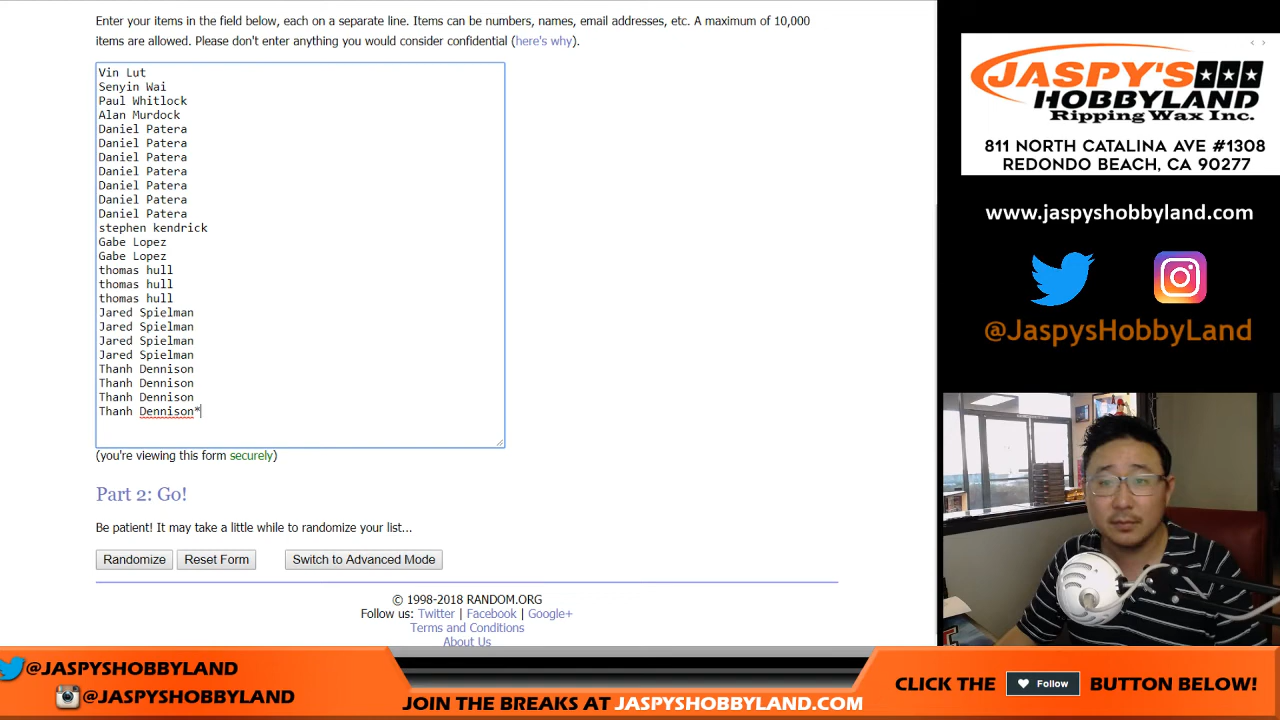 Enter your items in the field below, each on a separate line. Items can be numbers, names, email addresses, etc. A maximum of 10,000
items are allowed. Please don't enter anything you would consider confidential (here's why).
Vin Lut
Senyin Wai
Paul Whitlock
Alan Murdock
Daniel Patera
Daniel Patera
Daniel Patera
Daniel Patera
Daniel Patera
Daniel Patera
Daniel Patera
stephen kendrick
Gabe Lopez
Gabe Lopez
thomas hull
thomas hull
thomas hull
Jared Spielman
Jared Spielman
Jared Spielman
Jared Spielman
Thanh Dennison
Thanh Dennison
Thanh Dennison
Thanh Dennison*
(you're viewing this form securely)
Part 2: Go!
Be patient! It may take a little while to randomize your list...
Randomize Reset Form Switch to Advanced Mode
© 1998-2018 RANDOM.ORG
Follow us: Twitter | Facebook | Google+
Terms and Conditions
About Us
JASPY'S
HOBBYLAND
Ripping Wax Inc.
811 NORTH CATALINA AVE #1308
REDONDO BEACH, CA 90277
www.jaspyshobbyland.com
@JaspysHobbyLand
@JASPYSHOBBYLAND
@JASPYSHOBBYLAND
JOIN THE BREAKS AT JASPYSHOBBYLAND.COM
CLICK THE Follow BUTTON BELOW!